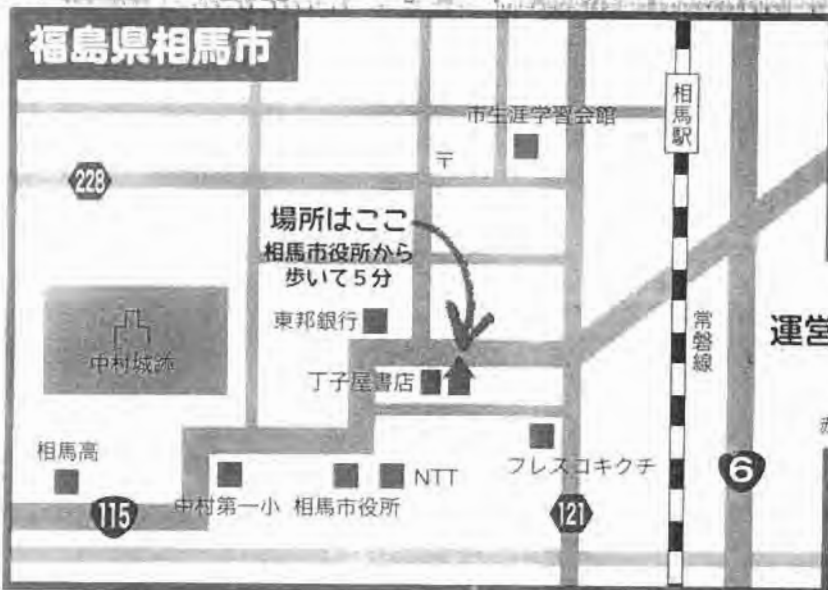 福島県相馬市
相馬駅
市生涯学習会館
〒
228
場所はここ
相馬市役所から
歩いて5分
東邦銀行
中村城跡
常磐線
運営
丁子屋書店
相馬高
フレスコキクチ
6
115
中村第一小
相馬市役所
NTT
121